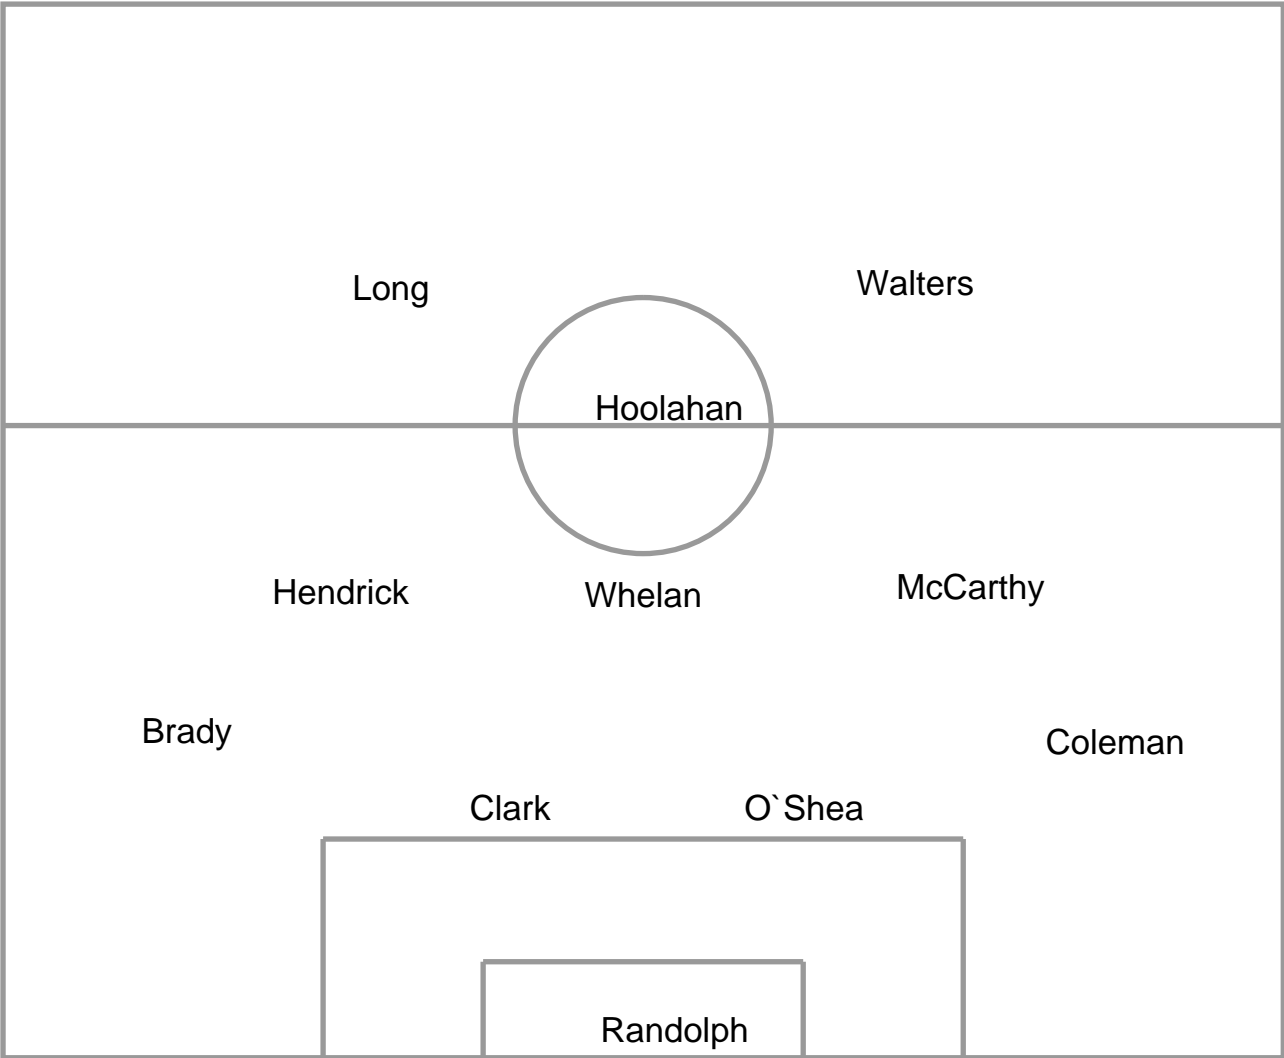 Long
Walters
Hoolahan
Hendrick
Whelan
McCarthy
Brady
Coleman
Clark
O`Shea
Randolph